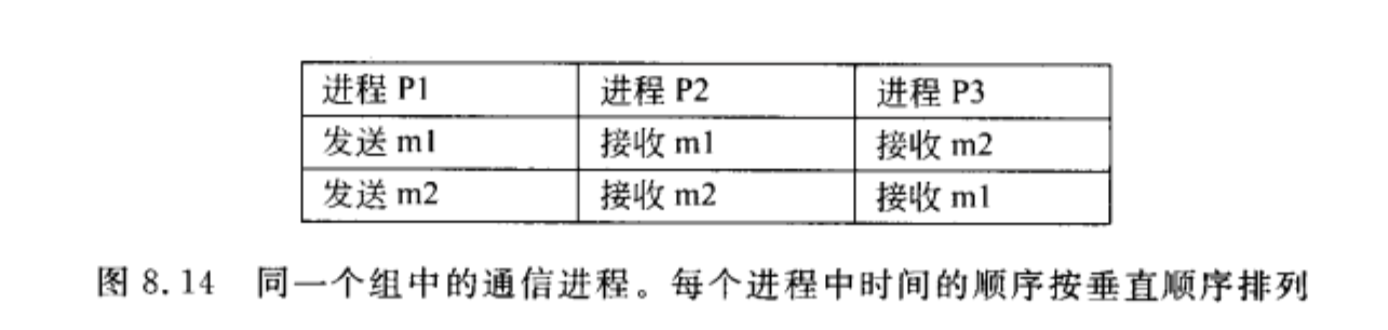 进程 P1 进程 P2 进程 P3
发送 m1 接收 m1 接收 m2
发送 m2 接收 m2 接收 m1
图 8.14 同一个组中的通信进程。每个进程中时间的顺序按垂直顺序排列